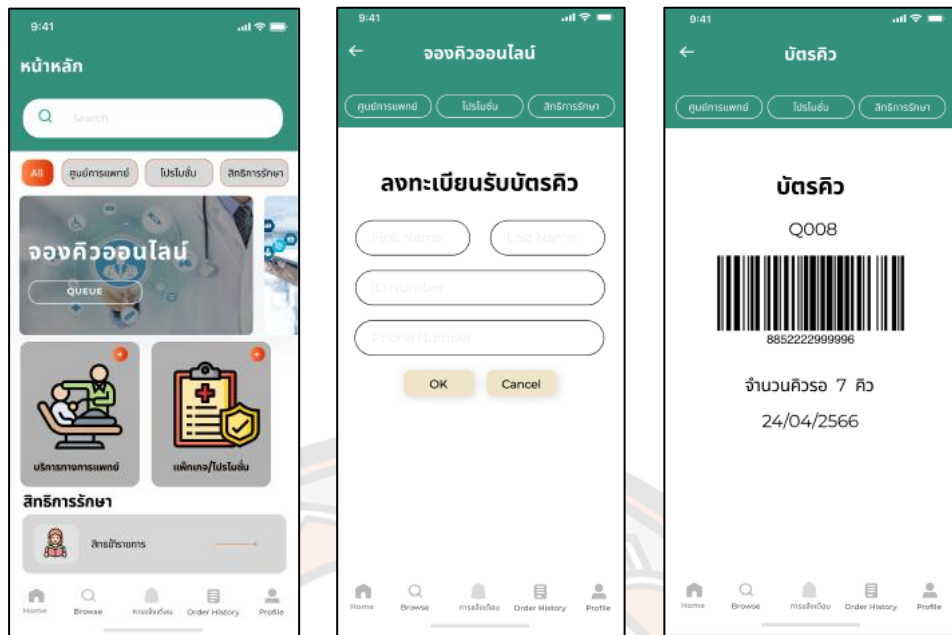 9:41
หน้าหลัก
Search
All ศูนย์การแพทย์ โปรโมชั่น สิทธิการรักษา
จองคิวออนไลน์
QUEUE
บริการทางการแพทย์ แพ็กเกจ/โปรโมชั่น
สิทธิการรักษา
สิทธิข้าราชการ
Home Browse การแจ้งเตือน Order History Profile
9:41
จองคิวออนไลน์
ศูนย์การแพทย์ โปรโมชั่น สิทธิการรักษา
ลงทะเบียนรับบัตรคิว
First Name Last Name
ID Number
Phone Number
OK Cancel
Home Browse การแจ้งเตือน Order History Profile
9:41
บัตรคิว
ศูนย์การแพทย์ โปรโมชั่น สิทธิการรักษา
บัตรคิว
Q008
8852222999996
จำนวนคิวรอ 7 คิว
24/04/2566
Home Browse การแจ้งเตือน Order History Profile